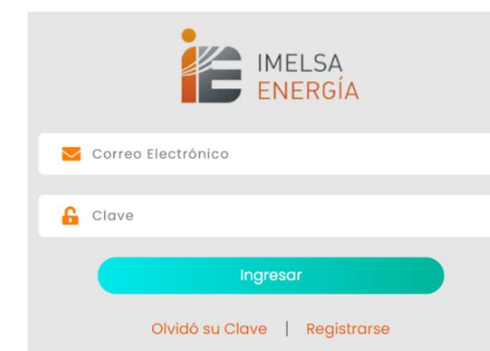 IMELSA
ENERGÍA
Correo Electrónico
Clave
Ingresar
Olvidó su Clave | Registrarse